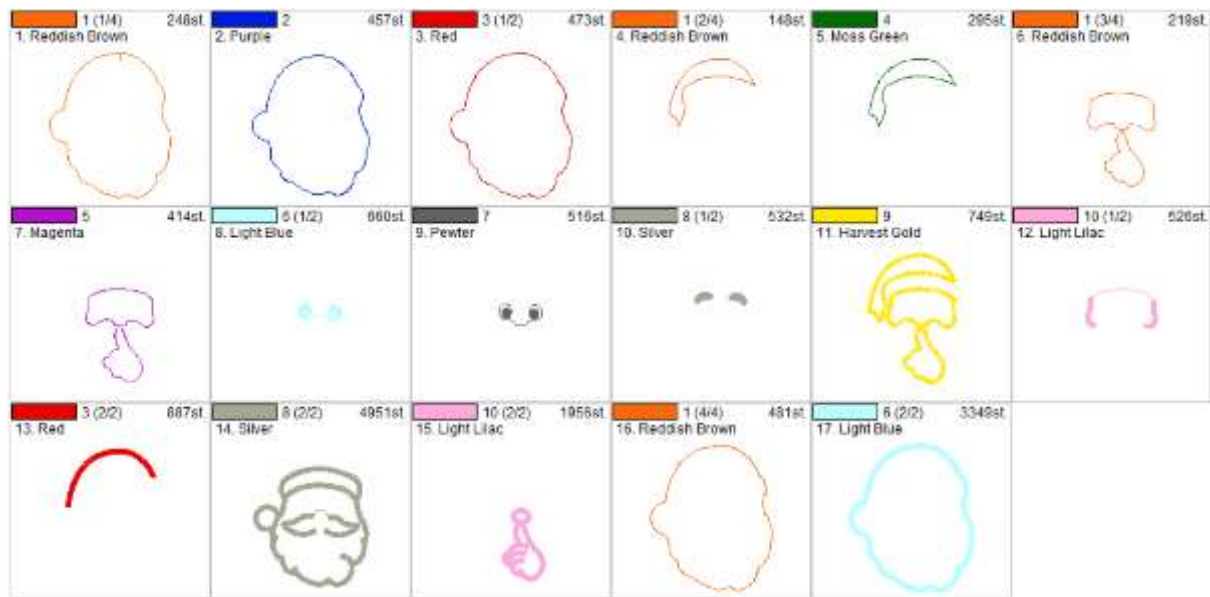 1 (1/4) 248st.
1. Reddish Brown
2 457st.
2. Purple
3 (1/2) 473st.
3. Red
1 (2/4) 148st.
4. Reddish Brown
4 295st.
5. Moss Green
1 (3/4) 219st.
6. Reddish Brown
5 414st.
7. Magenta
6 (1/2) 660st.
8. Light Blue
7 516st.
9. Pewter
8 (1/2) 532st.
10. Silver
9 749st.
11. Harvest Gold
10 (1/2) 526st.
12. Light Lilac
3 (2/2) 887st.
13. Red
8 (2/2) 4951st.
14. Silver
10 (2/2) 1956st.
15. Light Lilac
1 (4/4) 481st.
16. Reddish Brown
6 (2/2) 3349st.
17. Light Blue